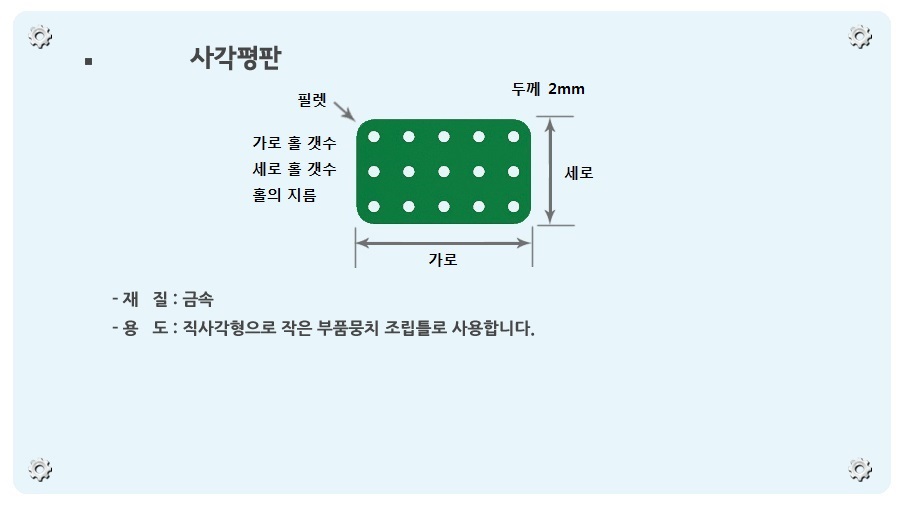 ▪ 사각평판
두께 2mm
필렛
가로 홀 갯수
세로 홀 갯수
홀의 지름
세로
가로
- 재 질 : 금속
- 용 도 : 직사각형으로 작은 부품뭉치 조립틀로 사용합니다.